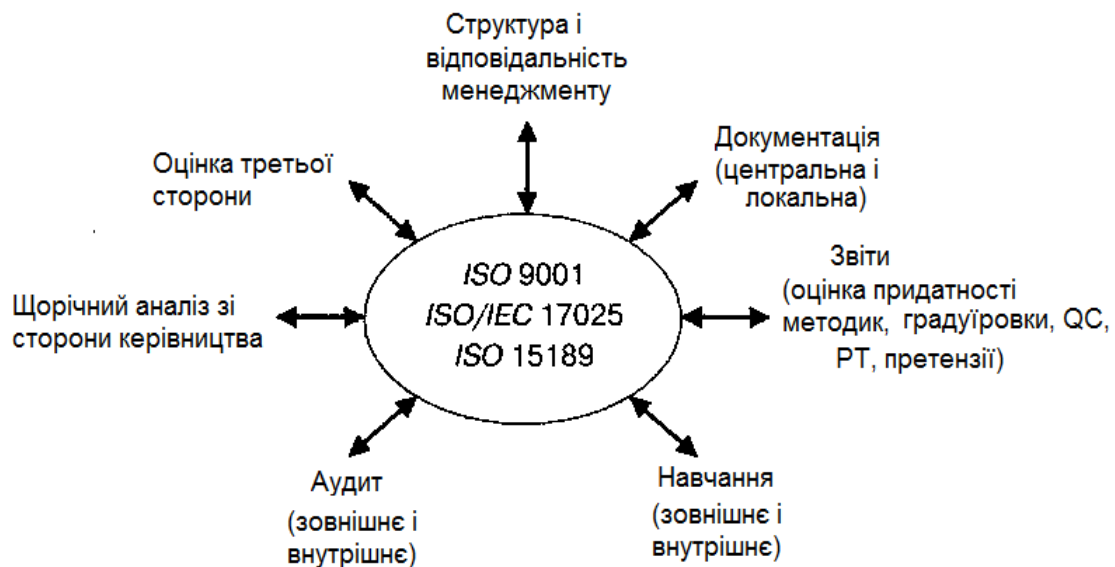 Структура і
відповідальність
менеджменту
Оцінка третьої
сторони
Документація
(центральна і
локальна)
ISO 9001
ISO/IEC 17025
ISO 15189
Щорічний аналіз зі
сторони керівництва
Звіти
(оцінка придатності
методик, градуїровки, QC,
РТ, претензії)
Аудит
(зовнішнє і
внутрішнє)
Навчання
(зовнішнє і
внутрішнє)